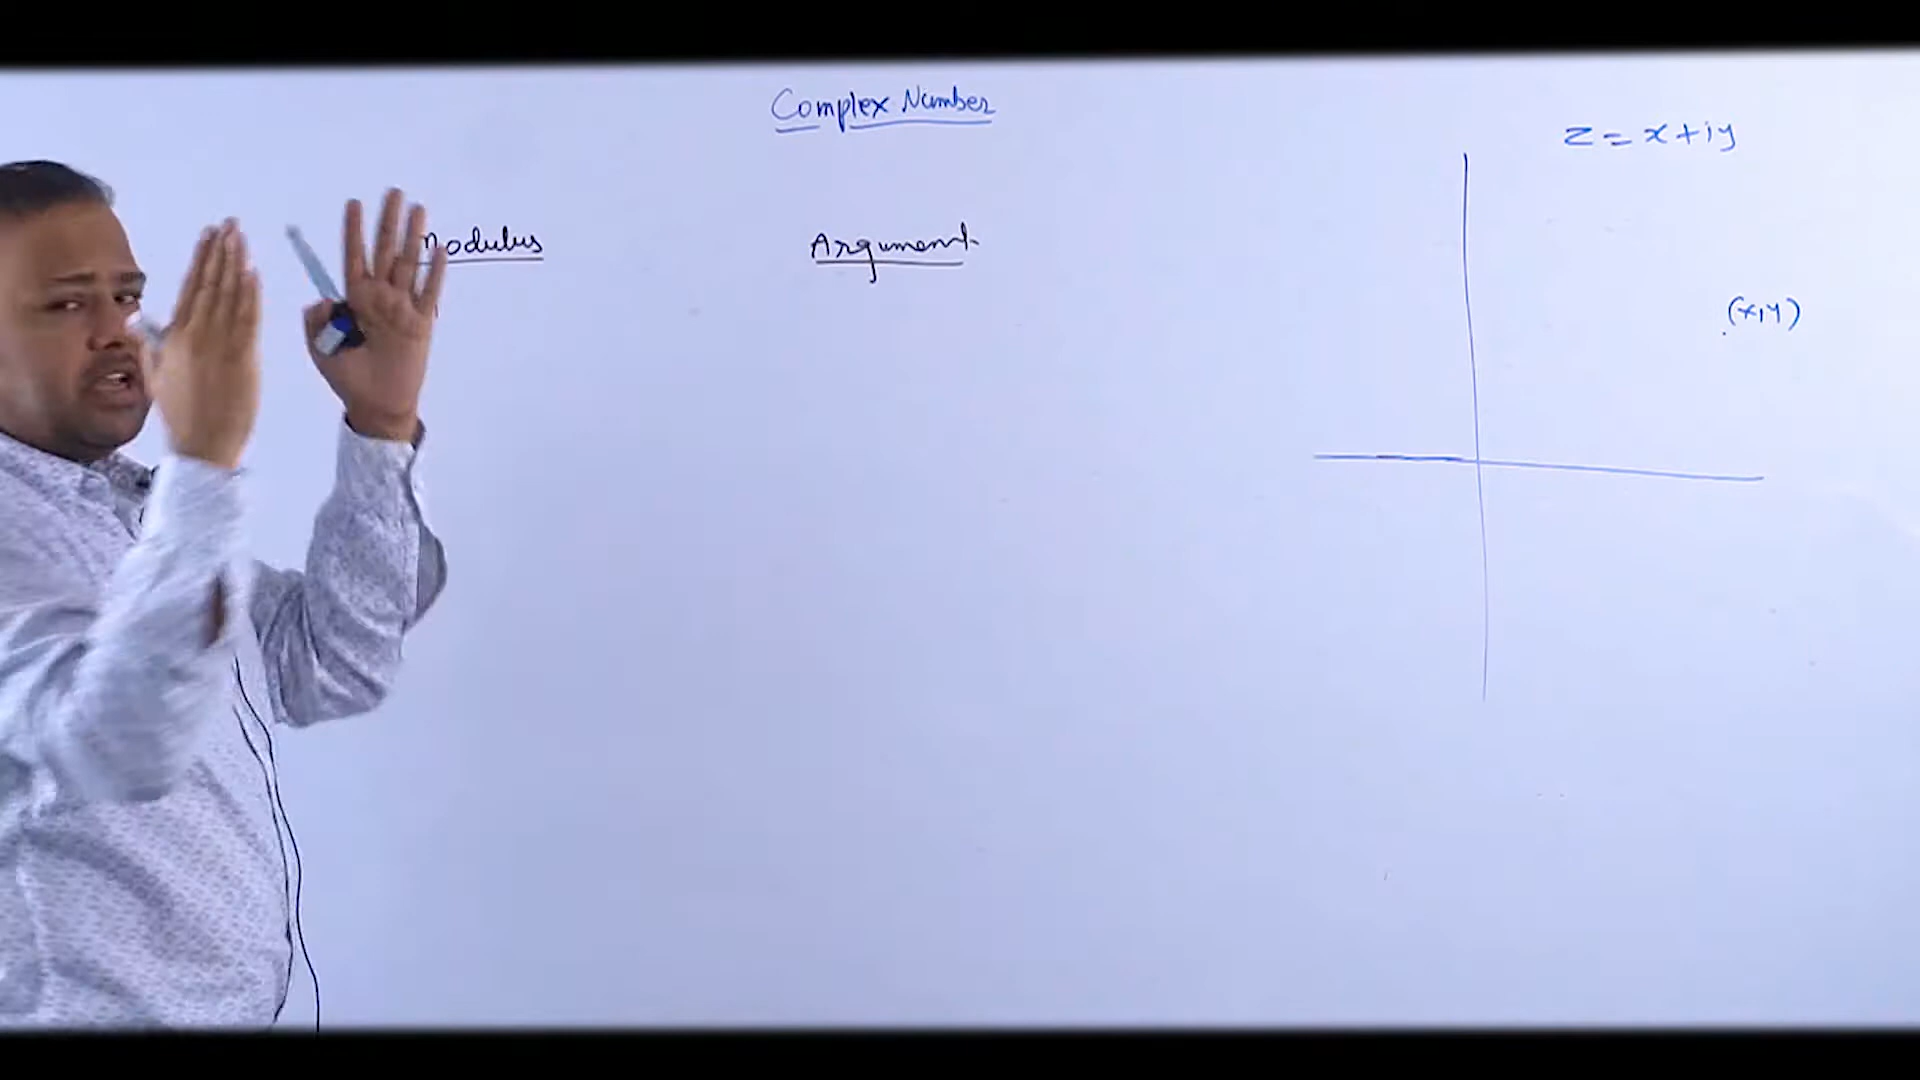 Complex Number
z = x + iy
Modulus
Argument
(x,y)